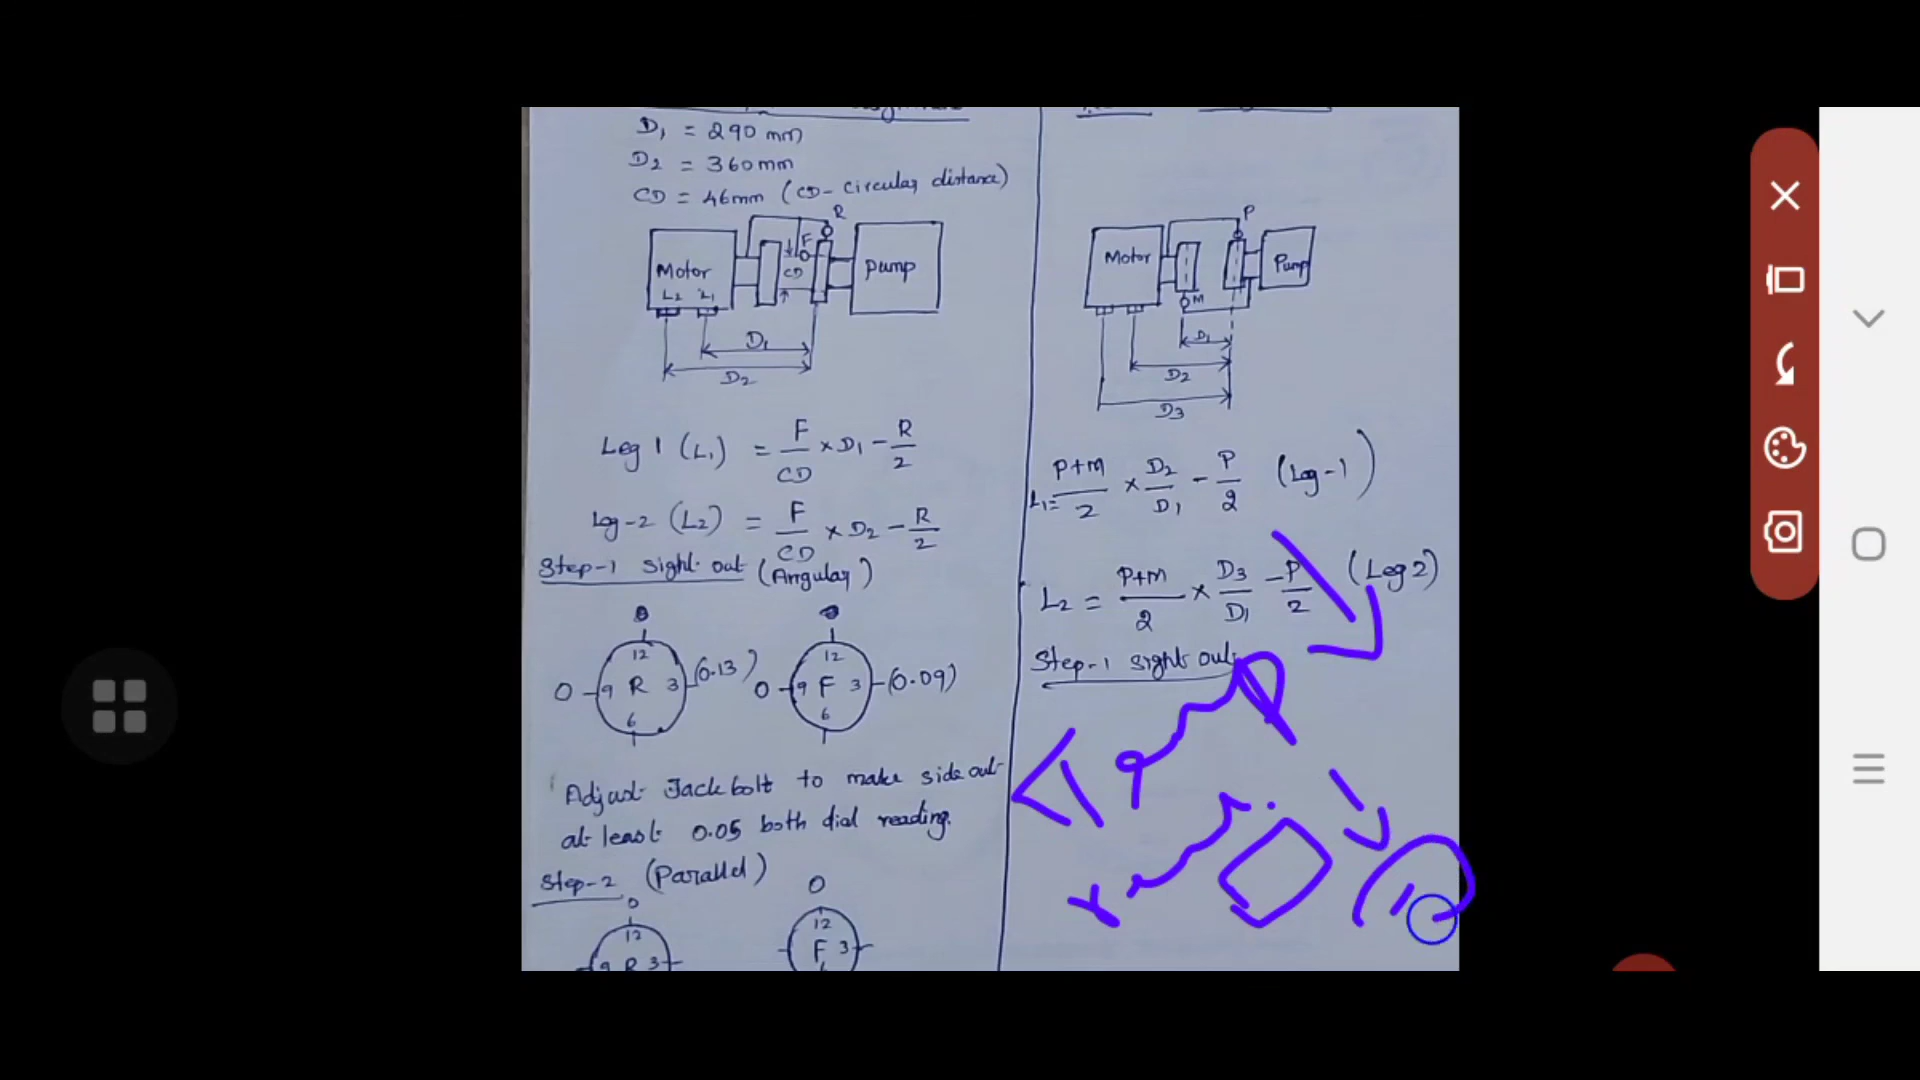 D1 = 290 mm
D2 = 360mm
CD = 46mm (CD - Circular distance)
R
F
CD
Motor
L2 L1
Pump
D1
D2
Leg 1 (L1) = F/CD × D1 - R/2
Leg-2 (L2) = F/CD × D2 - R/2
Step-1 sight out (Angular)
12
9 R 3
6
0
(0.13)
0
12
9 F 3
6
0
(0.09)
Adjust Jack bolt to make side out
at least 0.05 both dial reading.
Step-2 (Parallel)
0
12
9 R 3
0
12
F 3
P
Motor
Pump
M
D1
D2
D3
L1= P+M/2 × D2/D1 - P/2 (Leg-1)
L2 = P+M/2 × D3/D1 - P/2 (Leg 2)
Step-1 sight out